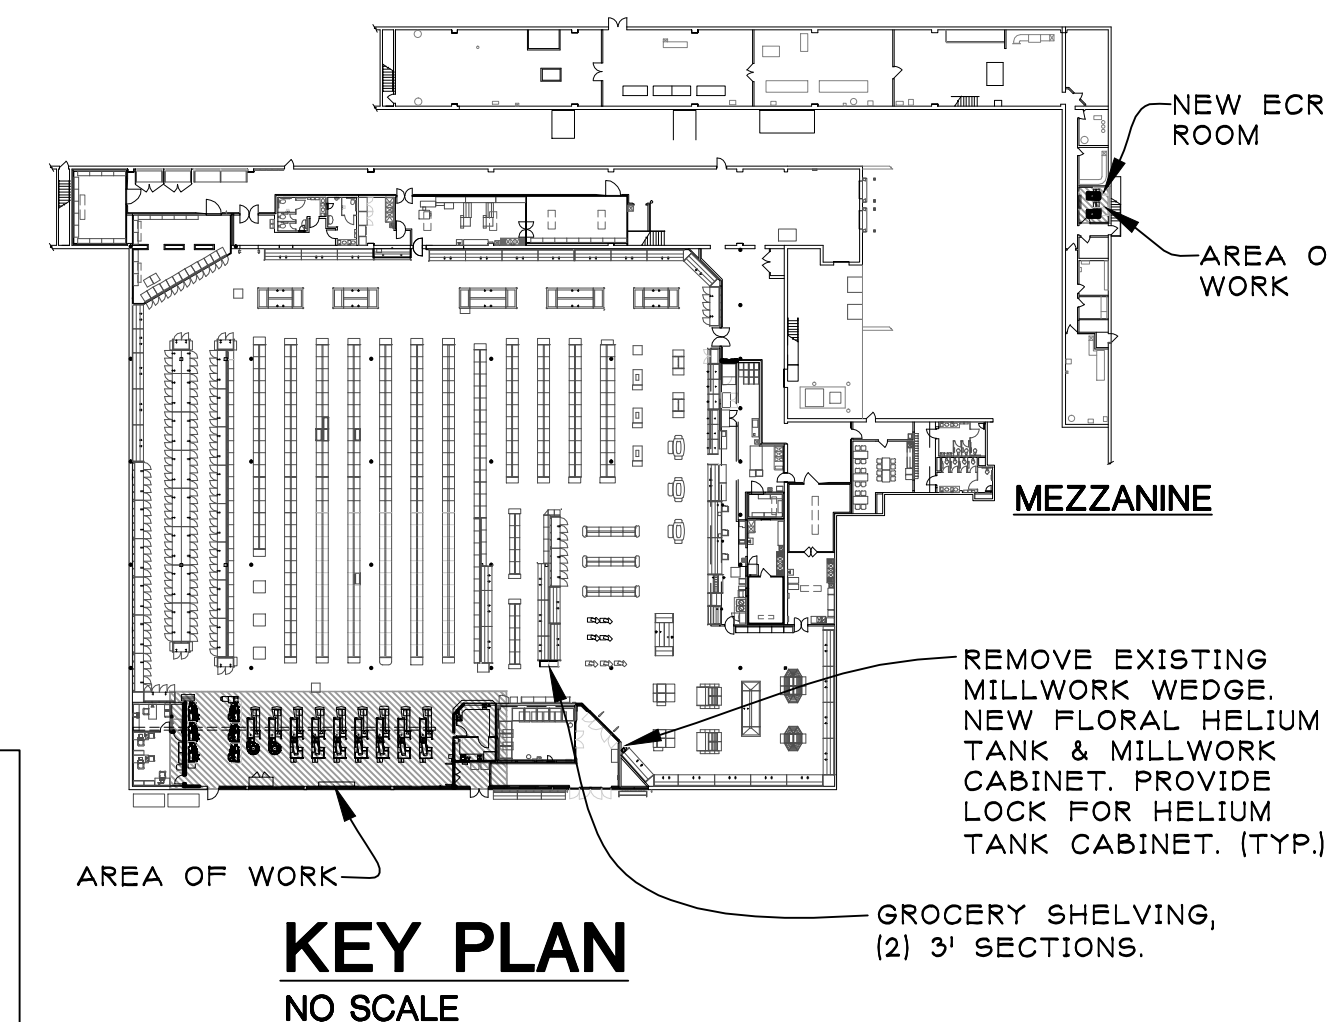 NEW ECR
ROOM
AREA O
WORK
MEZZANINE
REMOVE EXISTING
MILLWORK WEDGE.
NEW FLORAL HELIUM
TANK & MILLWORK
CABINET. PROVIDE
LOCK FOR HELIUM
TANK CABINET. (TYP.)
AREA OF WORK
GROCERY SHELVING,
(2) 3' SECTIONS.
KEY PLAN
NO SCALE